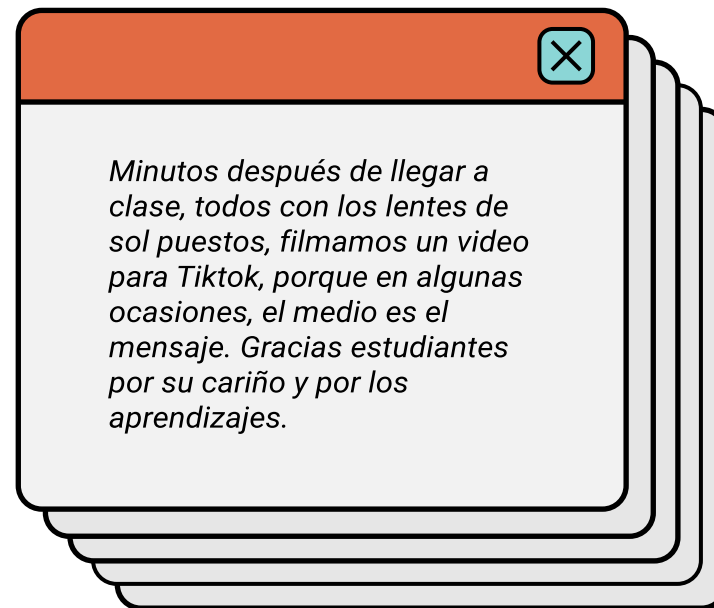 Minutos después de llegar a
clase, todos con los lentes de
sol puestos, filmamos un video
para Tiktok, porque en algunas
ocasiones, el medio es el
mensaje. Gracias estudiantes
por su cariño y por los
aprendizajes.